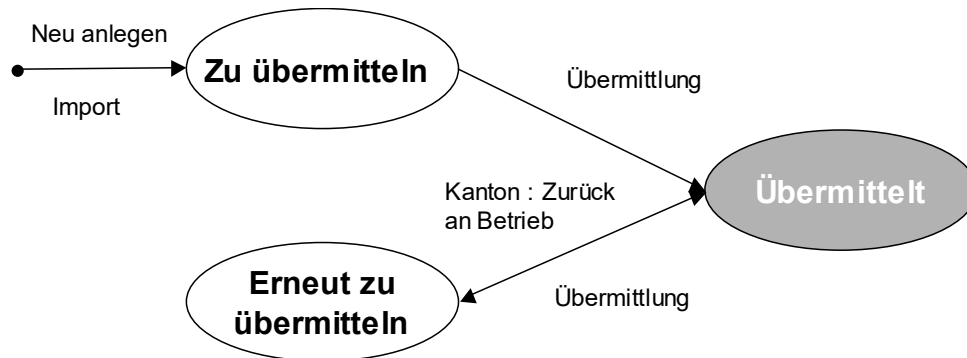 Neu anlegen
Import
Zu übermitteln
Übermittlung
Kanton : Zurück
an Betrieb
Übermittelt
Erneut zu
übermitteln
Übermittlung